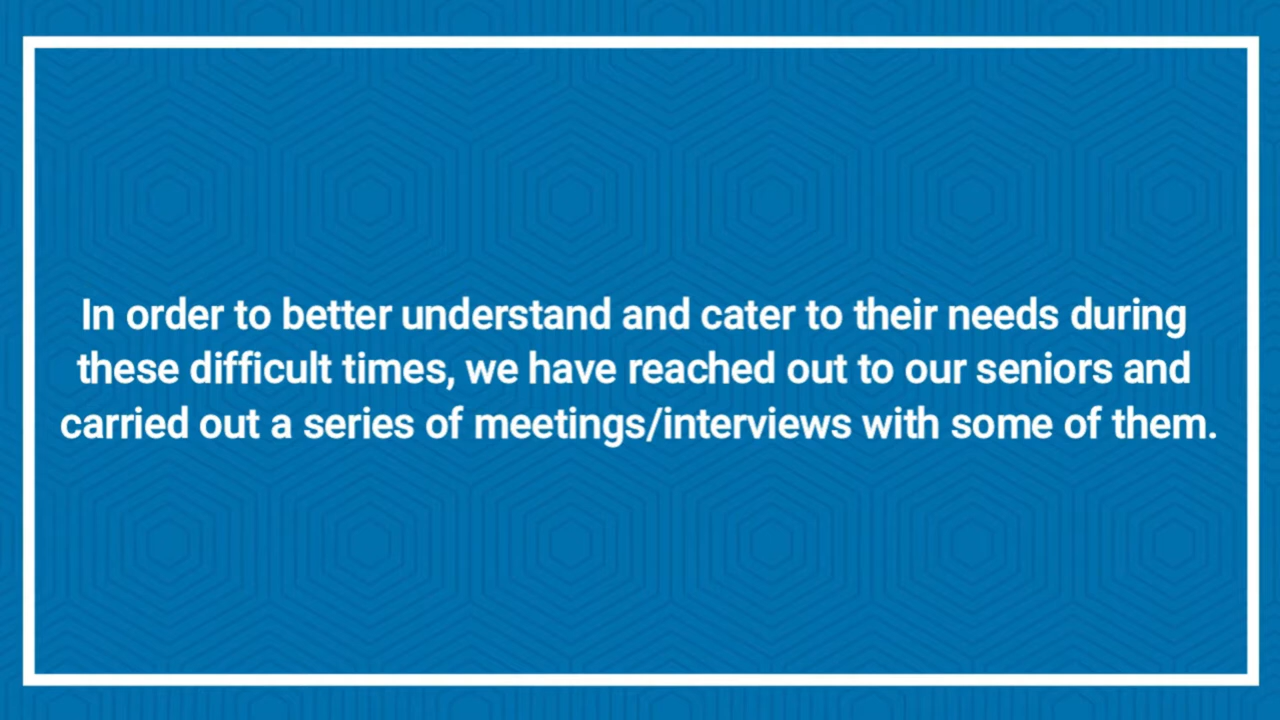 In order to better understand and cater to their needs during
these difficult times, we have reached out to our seniors and
carried out a series of meetings/interviews with some of them.